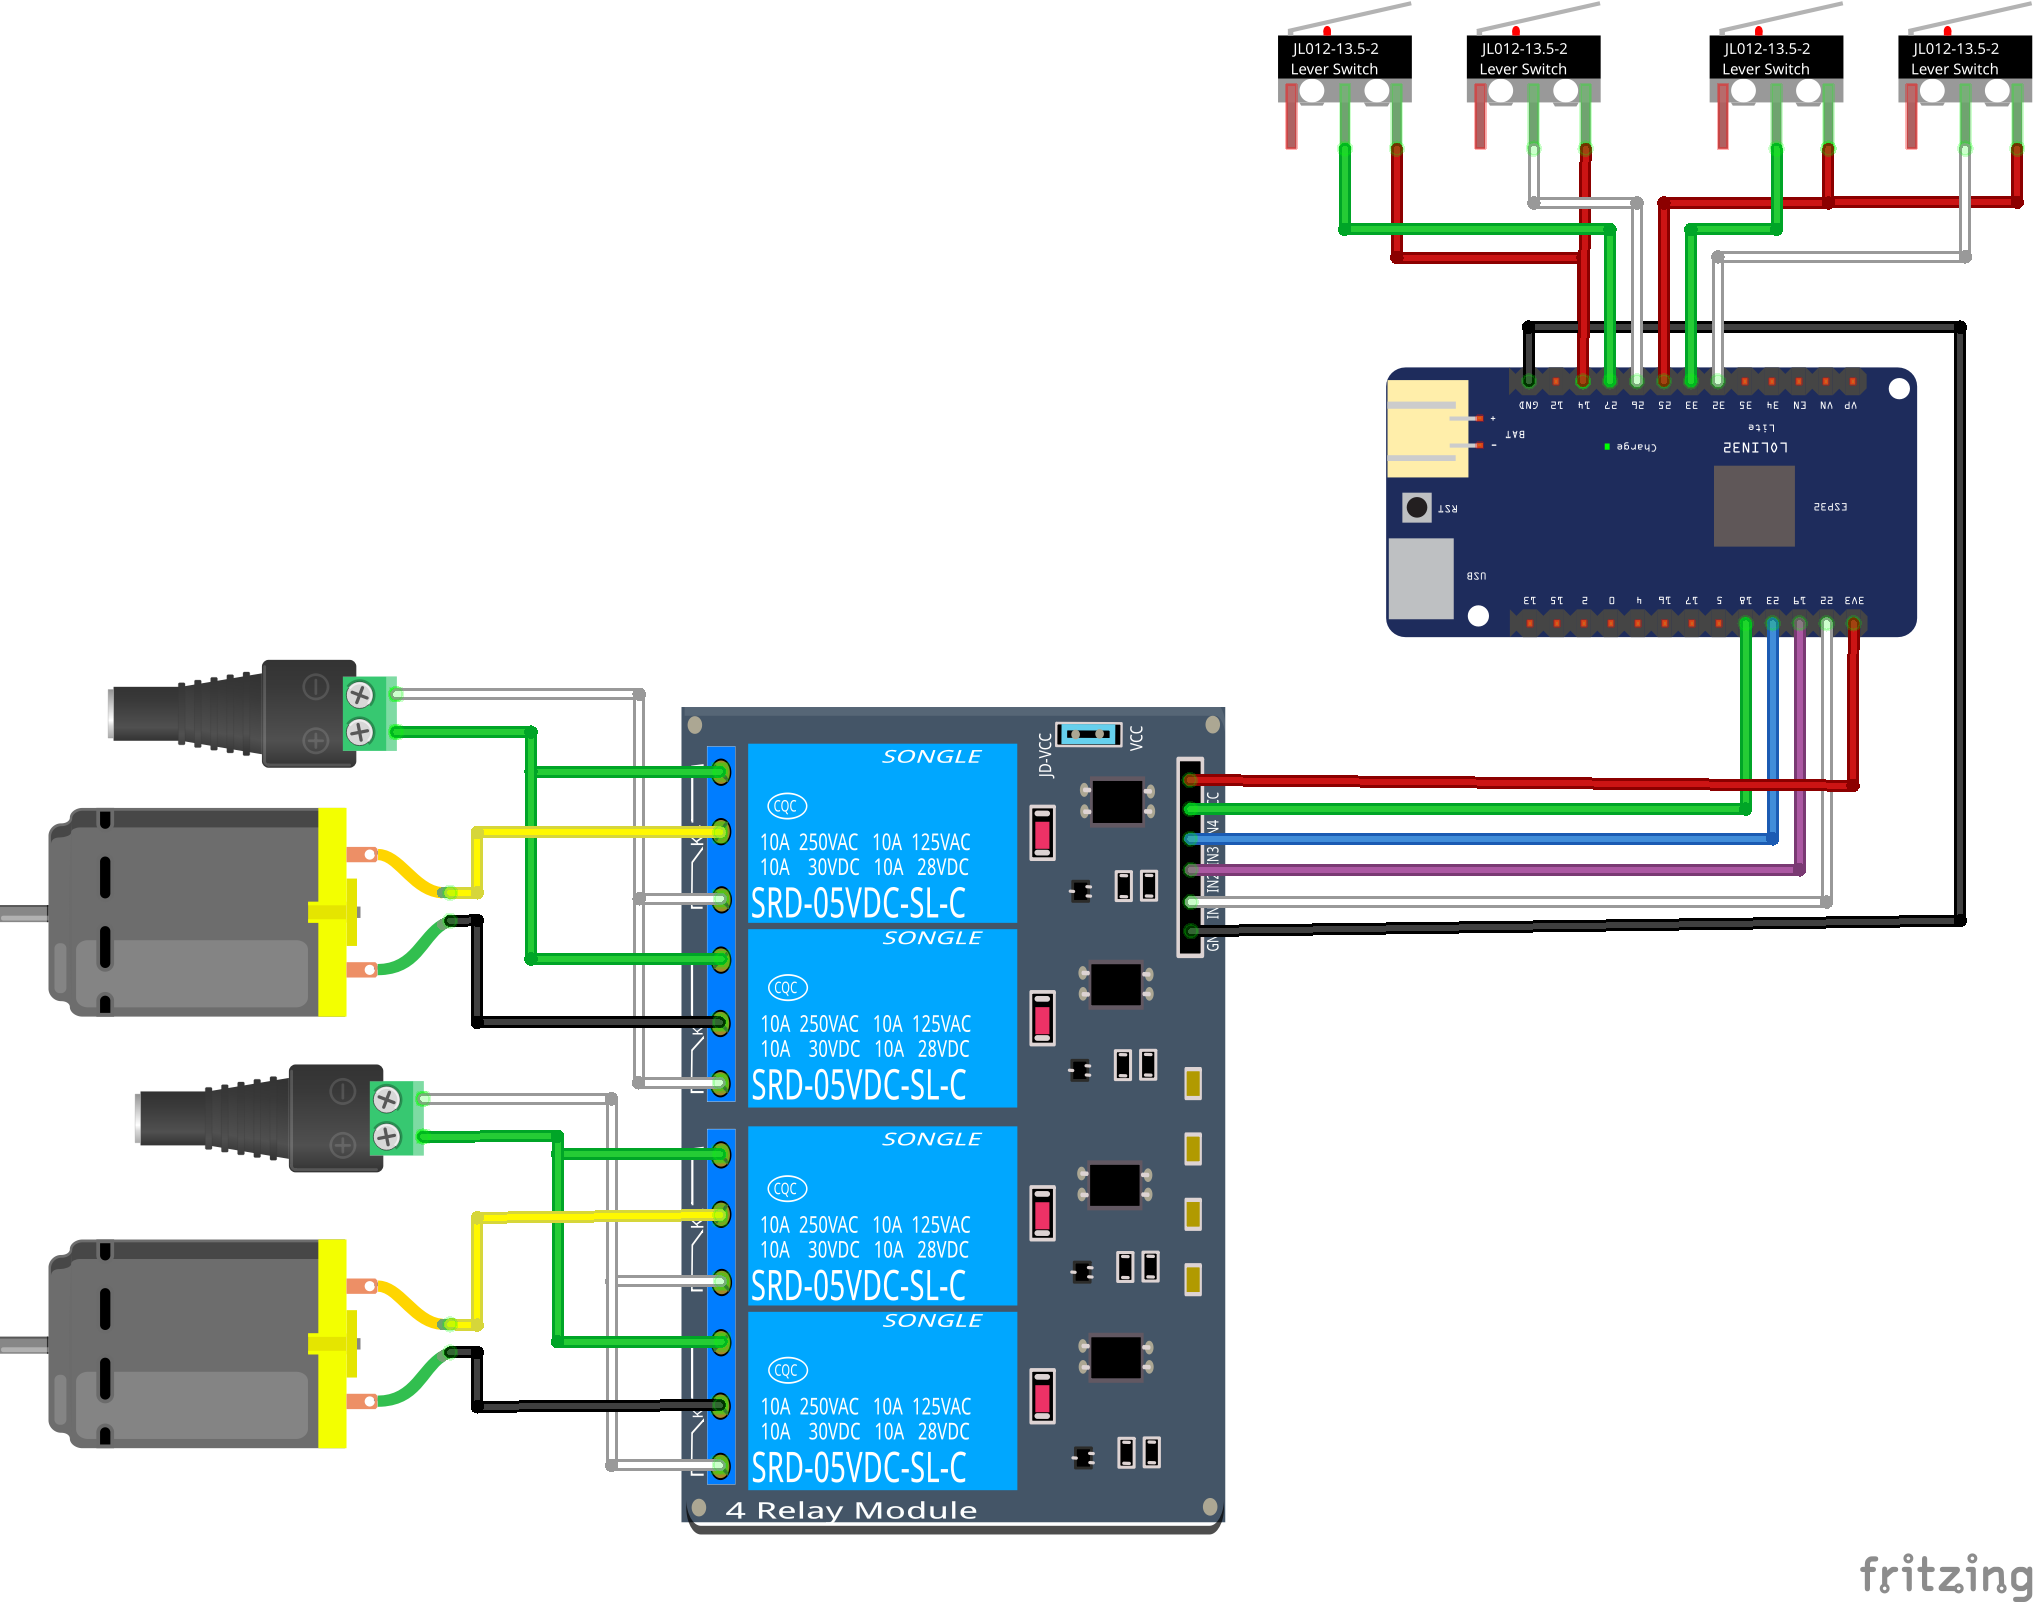 JL012-13.5-2
Lever Switch
JL012-13.5-2
Lever Switch
JL012-13.5-2
Lever Switch
JL012-13.5-2
Lever Switch
GND 12 14 27 26 25 33 32 35 34 EN VN VP
+
-
BAT
Charge
Lite
LOLIN32
RST
ESP32
USB
13 15 2 0 4 16 17 5 18 23 19 22 3V3
JD-VCC
VCC
SONGLE
CQC
10A 250VAC 10A 125VAC
10A 30VDC 10A 28VDC
SRD-05VDC-SL-C
IN3
IN2
SONGLE
CQC
10A 250VAC 10A 125VAC
10A 30VDC 10A 28VDC
SRD-05VDC-SL-C
SONGLE
CQC
10A 250VAC 10A 125VAC
10A 30VDC 10A 28VDC
SRD-05VDC-SL-C
SONGLE
CQC
10A 250VAC 10A 125VAC
10A 30VDC 10A 28VDC
SRD-05VDC-SL-C
4 Relay Module
fritzing